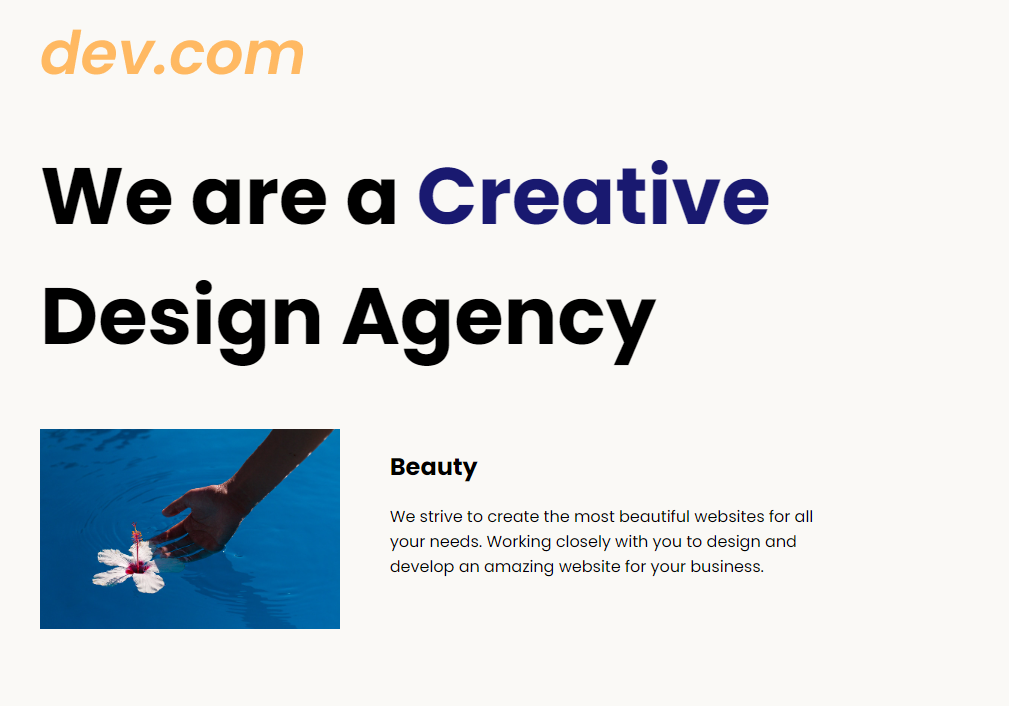 dev.com
We are a Creative
Design Agency
Beauty
We strive to create the most beautiful websites for all
your needs. Working closely with you to design and
develop an amazing website for your business.